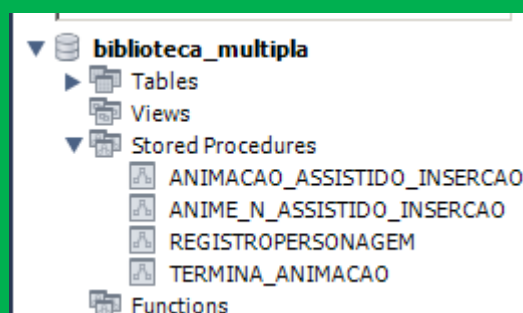 biblioteca_multipla
Tables
Views
Stored Procedures
ANIMACAO_ASSISTIDO_INSERCAO
ANIME_N_ASSISTIDO_INSERCAO
REGISTROPERSONAGEM
TERMINA_ANIMACAO
Functions